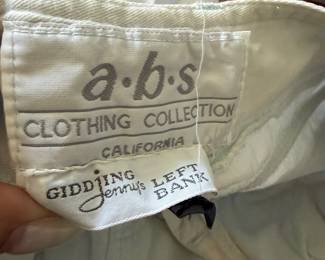 a·b·s
CLOTHING COLLECTION
CALIFORNIA
GIDDING
jenny's
LEFT
BANK